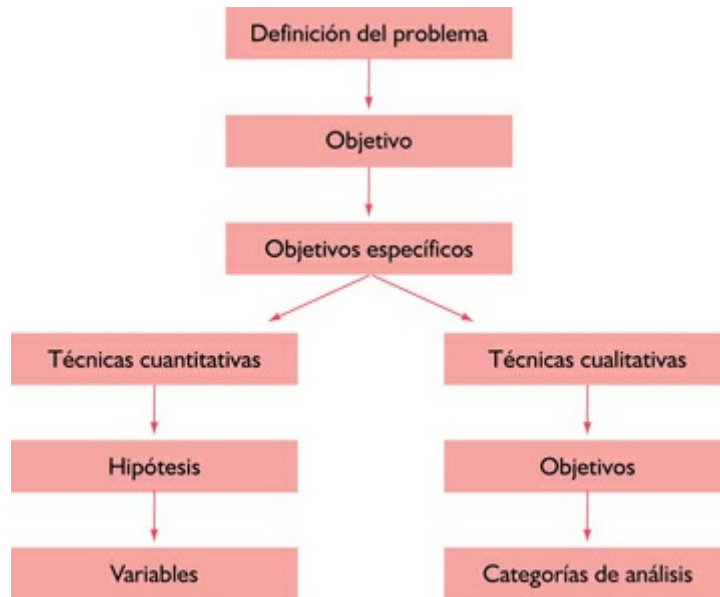 Definición del problema
Objetivo
Objetivos específicos
Técnicas cuantitativas
Técnicas cualitativas
Hipótesis
Objetivos
Variables
Categorías de análisis